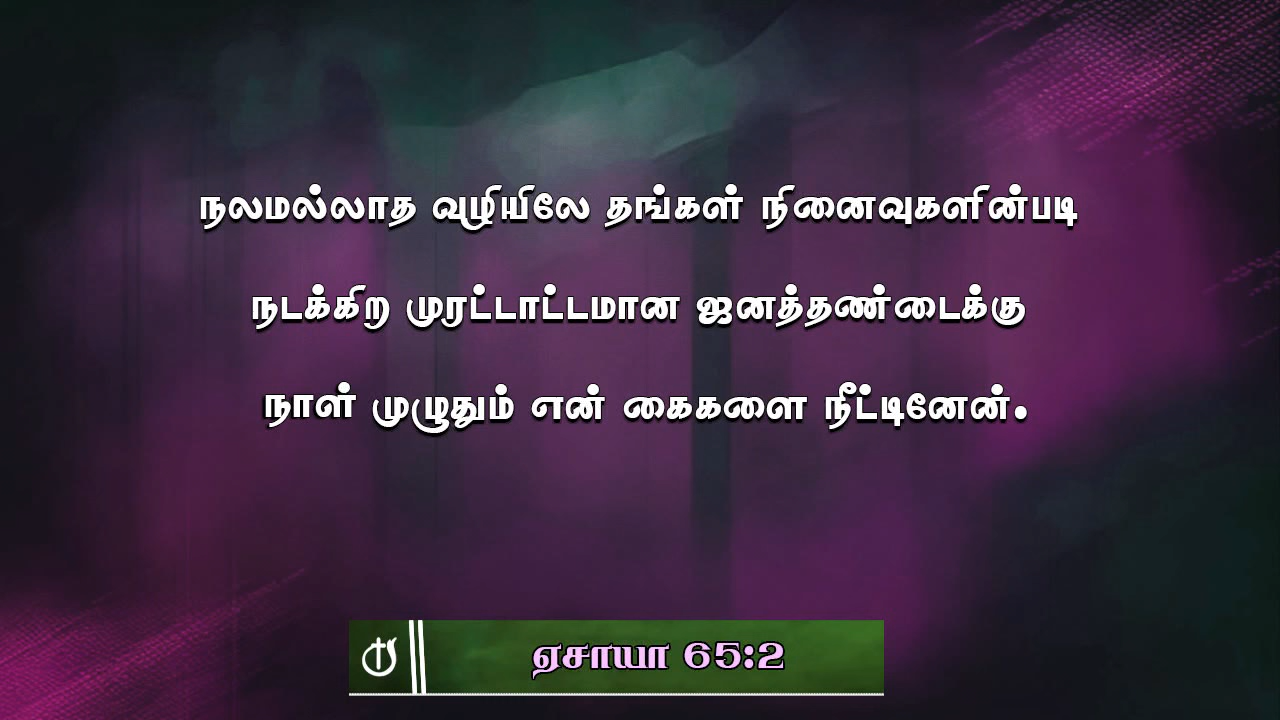 நலமல்லாத வழியிலே தங்கள் நினைவுகளின்படி
நடக்கிற முரட்டாட்டமான ஜனத்தண்டைக்கு
நாள் முழுதும் என் கைகளை நீட்டினேன்.
ஏசாயா 65:2